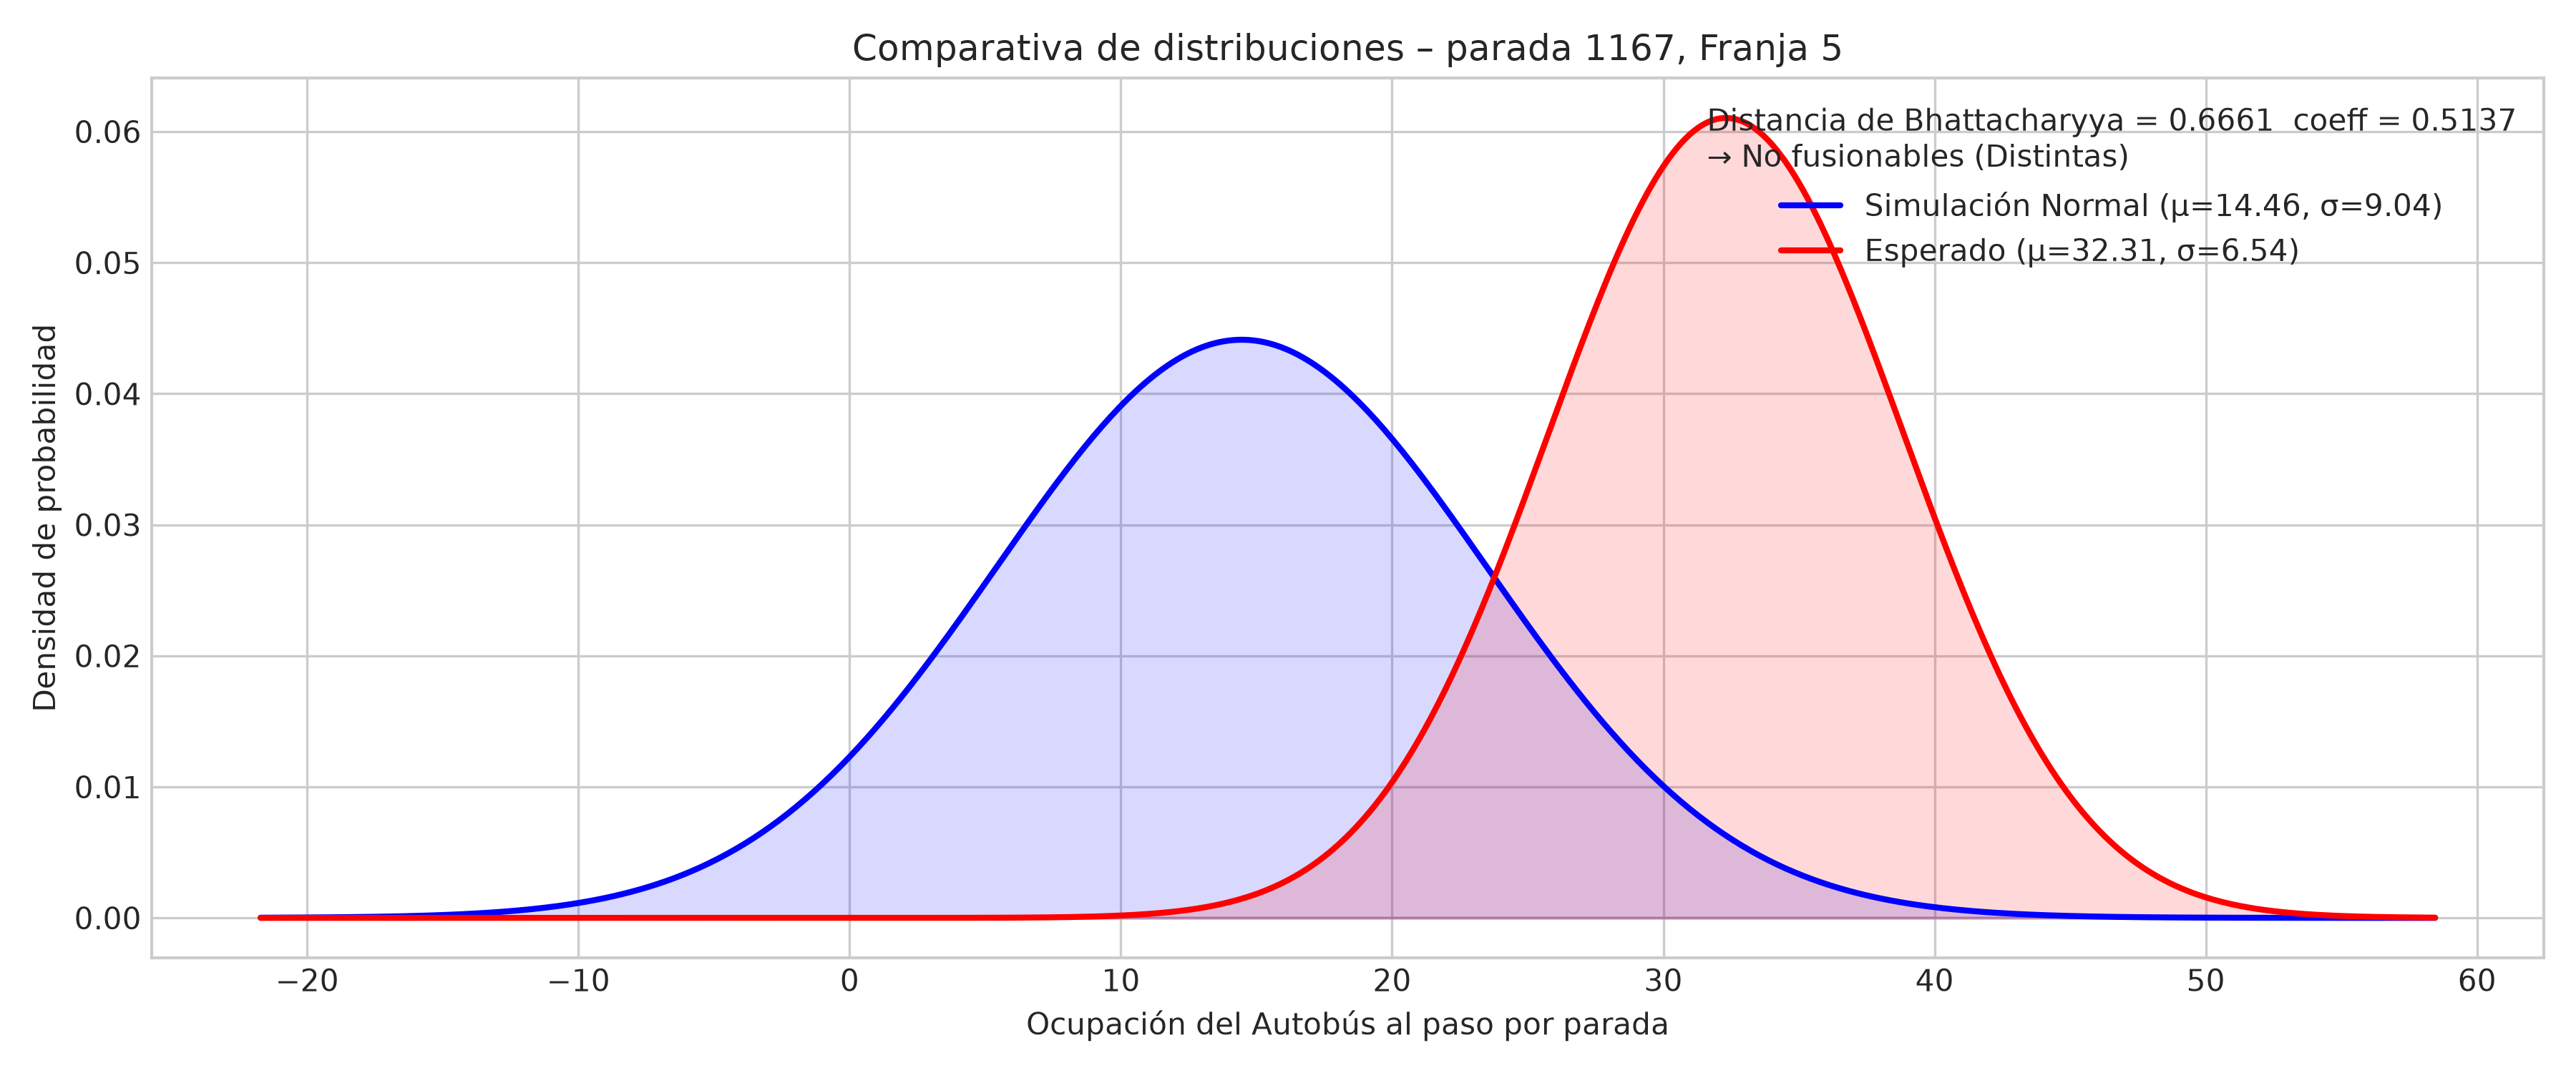 Comparativa de distribuciones – parada 1167, Franja 5
Distancia de Bhattacharyya = 0.6661  coeff = 0.5137
→ No fusionables (Distintas)
Simulación Normal (μ=14.46, σ=9.04)
Esperado (μ=32.31, σ=6.54)
Densidad de probabilidad
0.06
0.05
0.04
0.03
0.02
0.01
0.00
−20 −10 0 10 20 30 40 50 60
Ocupación del Autobús al paso por parada